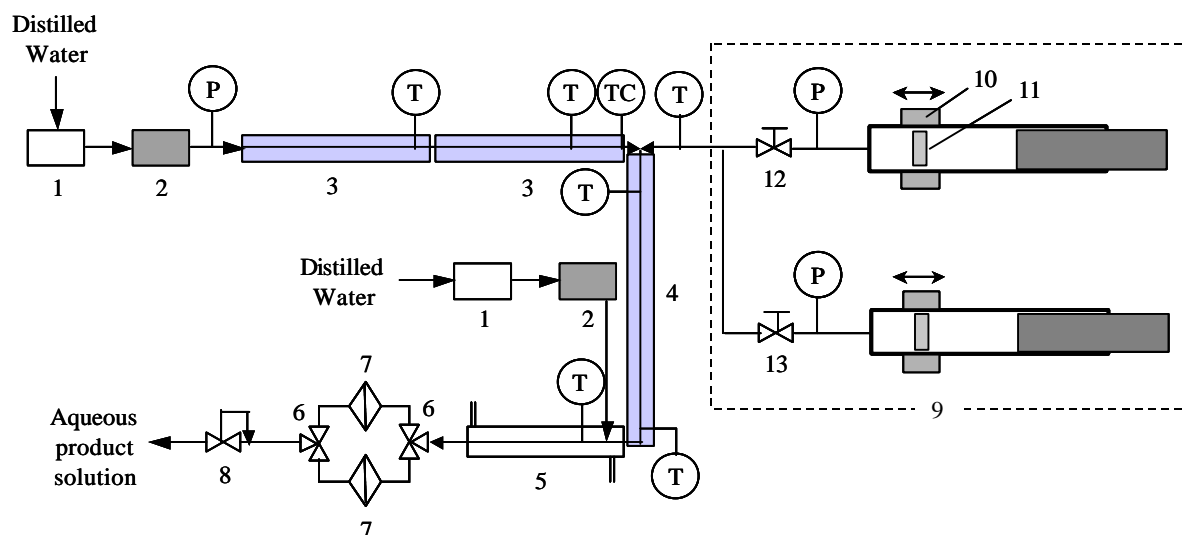 Distilled
Water
P
T
T
TC
T
P
10
11
1
2
3
3
12
T
Distilled
Water
1
2
4
P
13
7
T
6
6
9
Aqueous
product
solution
8
5
T
7